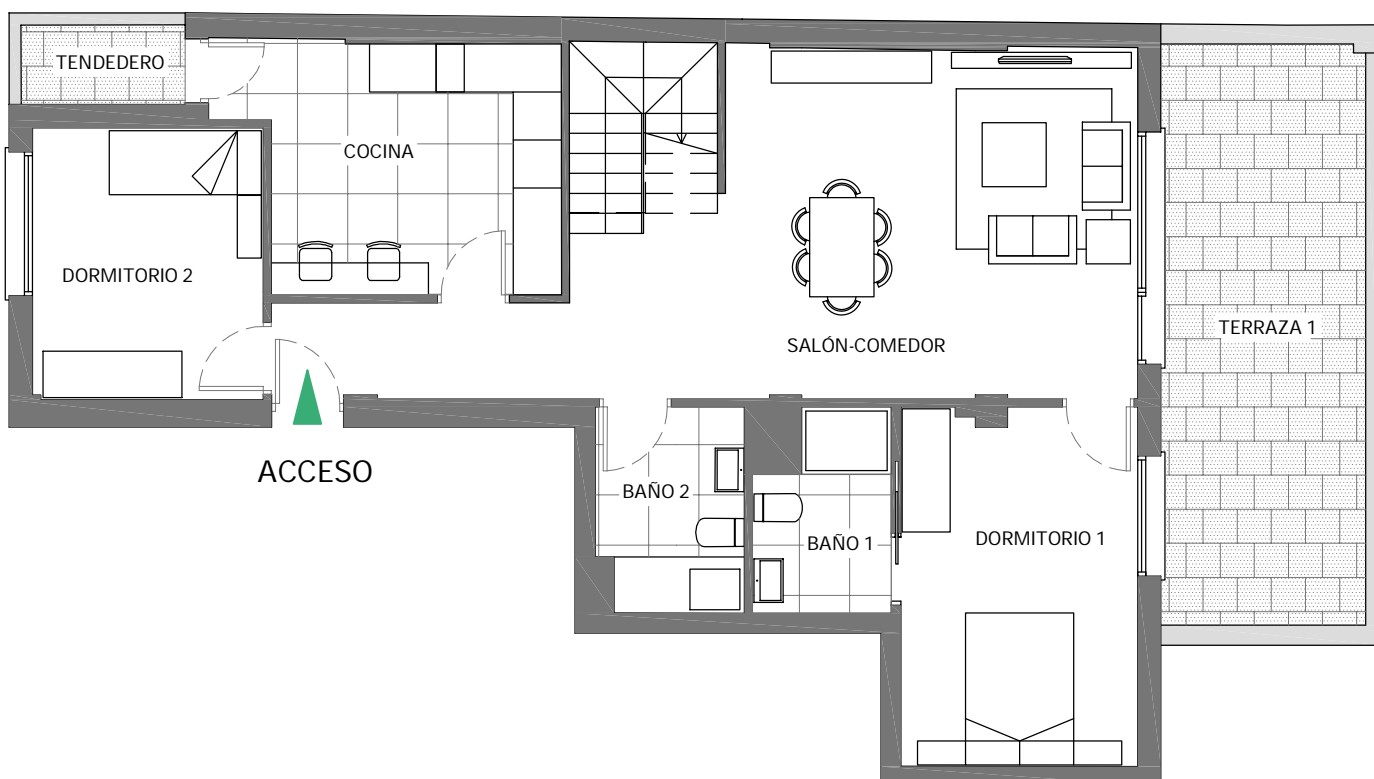 TENDEDERO
COCINA
DORMITORIO 2
SALÓN-COMEDOR
TERRAZA 1
ACCESO
BAÑO 2
BAÑO 1
DORMITORIO 1